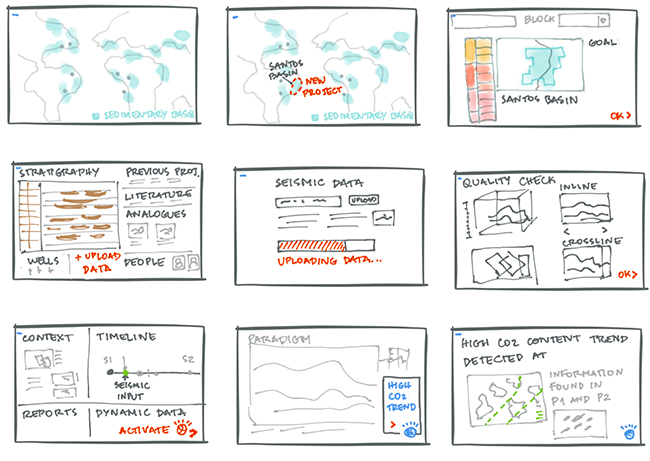 SEDIMENTARY BASIN
SANTOS
BASIN
NEW
PROJECT
SEDIMENTARY BASIN
BLOCK
GOAL:
SANTOS BASIN
OK>
STRATIGRAPHY
PREVIOUS PROJ.
LITERATURE
ANALOGUES
WELLS
+ UPLOAD
DATA
PEOPLE
SEISMIC DATA
UPLOAD
UPLOADING DATA...
QUALITY CHECK
INLINE
< >
CROSSLINE
OK>
CONTEXT
TIMELINE
S1
S2
SEISMIC
INPUT
REPORTS
DYNAMIC DATA
ACTIVATE
PARADIGM
HIGH
CO2
TREND
>
HIGH CO2 CONTENT TREND
DETECTED AT
INFORMATION
FOUND IN
P1 AND P2